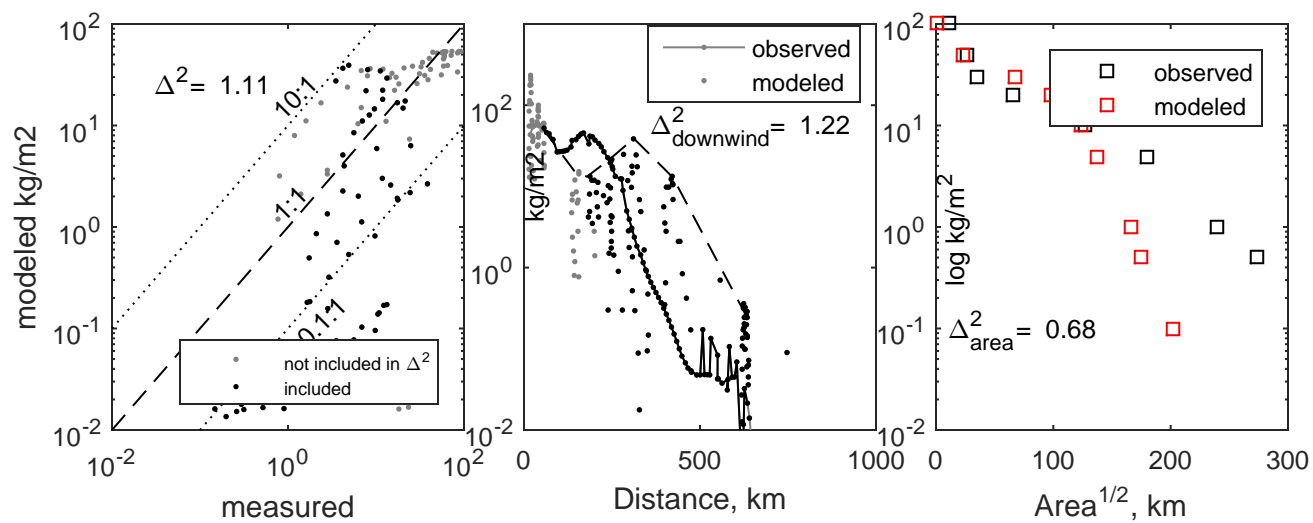 modeled kg/m2
10^2
10^1
10^0
10^-1
10^-2
10^-2
10^0
10^2
measured
Δ^2= 1.11
10:1
1:1
0.1:1
not included in Δ^2
included
kg/m2
10^2
10^0
10^-2
0
500
1000
Distance, km
observed
modeled
Δ^2_downwind= 1.22
log kg/m^2
10^2
10^1
10^0
10^-1
10^-2
0
100
200
300
Area^1/2, km
observed
modeled
Δ^2_area= 0.68